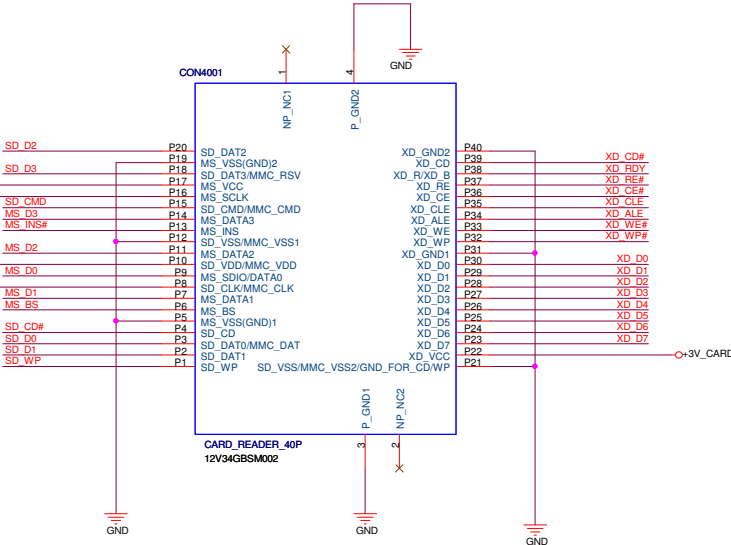 GND
CON4001
1
4
NP_NC1
P_GND2
SD_D2 P20 SD_DAT2 XD_GND2 P40
P19 MS_VSS(GND)2 XD_CD P39 XD_CD#
SD_D3 P18 SD_DAT3/MMC_RSV XD_R/XD_B P38 XD_RDY
P17 MS_VCC XD_RE P37 XD_RE#
P16 MS_SCLK XD_CE P36 XD_CE#
SD_CMD P15 SD_CMD/MMC_CMD XD_CLE P35 XD_CLE
MS_D3 P14 MS_DATA3 XD_ALE P34 XD_ALE
MS_INS# P13 MS_INS XD_WE P33 XD_WE#
P12 SD_VSS/MMC_VSS1 XD_WP P32 XD_WP#
MS_D2 P11 MS_DATA2 XD_GND1 P31
P10 SD_VDD/MMC_VDD XD_D0 P30 XD_D0
MS_D0 P9 MS_SDIO/DATA0 XD_D1 P29 XD_D1
P8 SD_CLK/MMC_CLK XD_D2 P28 XD_D2
MS_D1 P7 MS_DATA1 XD_D3 P27 XD_D3
MS_BS P6 MS_BS XD_D4 P26 XD_D4
P5 MS_VSS(GND)1 XD_D5 P25 XD_D5
SD_CD# P4 SD_CD XD_D6 P24 XD_D6
SD_D0 P3 SD_DAT0/MMC_DAT XD_D7 P23 XD_D7
SD_D1 P2 SD_DAT1 XD_VCC P22 +3V_CARD
SD_WP P1 SD_WP SD_VSS/MMC_VSS2/GND_FOR_CD/WP P21
P_GND1
NP_NC2
3
2
CARD_READER_40P
12V34GBSM002
GND
GND
GND